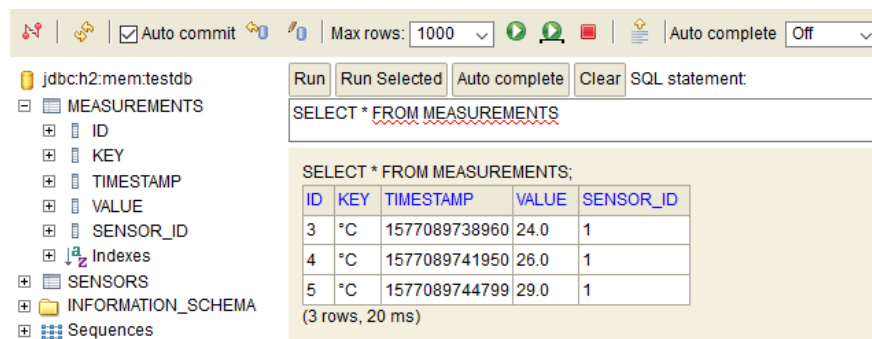 Auto commit Max rows: 1000 Auto complete Off
jdbc:h2:mem:testdb
MEASUREMENTS
ID
KEY
TIMESTAMP
VALUE
SENSOR_ID
Indexes
SENSORS
INFORMATION_SCHEMA
Sequences
Run Run Selected Auto complete Clear SQL statement:
SELECT * FROM MEASUREMENTS
SELECT * FROM MEASUREMENTS;
ID KEY TIMESTAMP VALUE SENSOR_ID
3 °C 1577089738960 24.0 1
4 °C 1577089741950 26.0 1
5 °C 1577089744799 29.0 1
(3 rows, 20 ms)